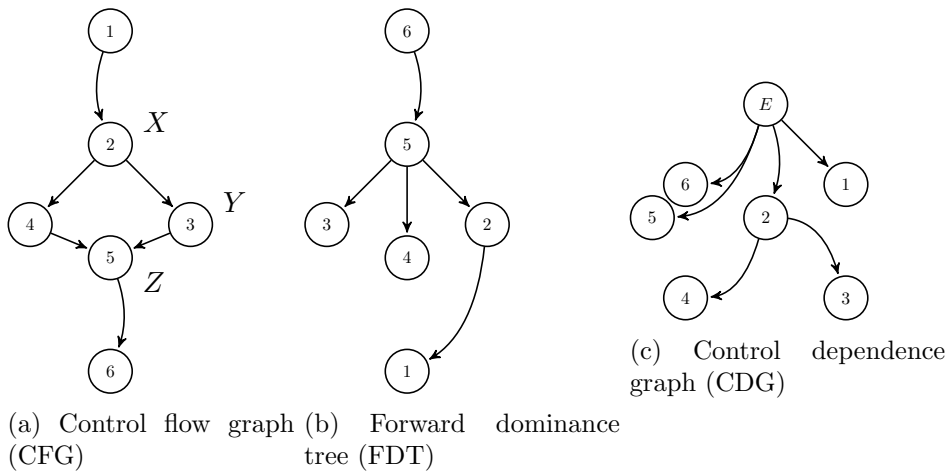 1
2
X
4
3
Y
5
Z
6
(a) Control flow graph
(CFG)
6
5
3
4
2
1
(b) Forward dominance
tree (FDT)
E
6
1
5
2
4
3
(c) Control dependence
graph (CDG)